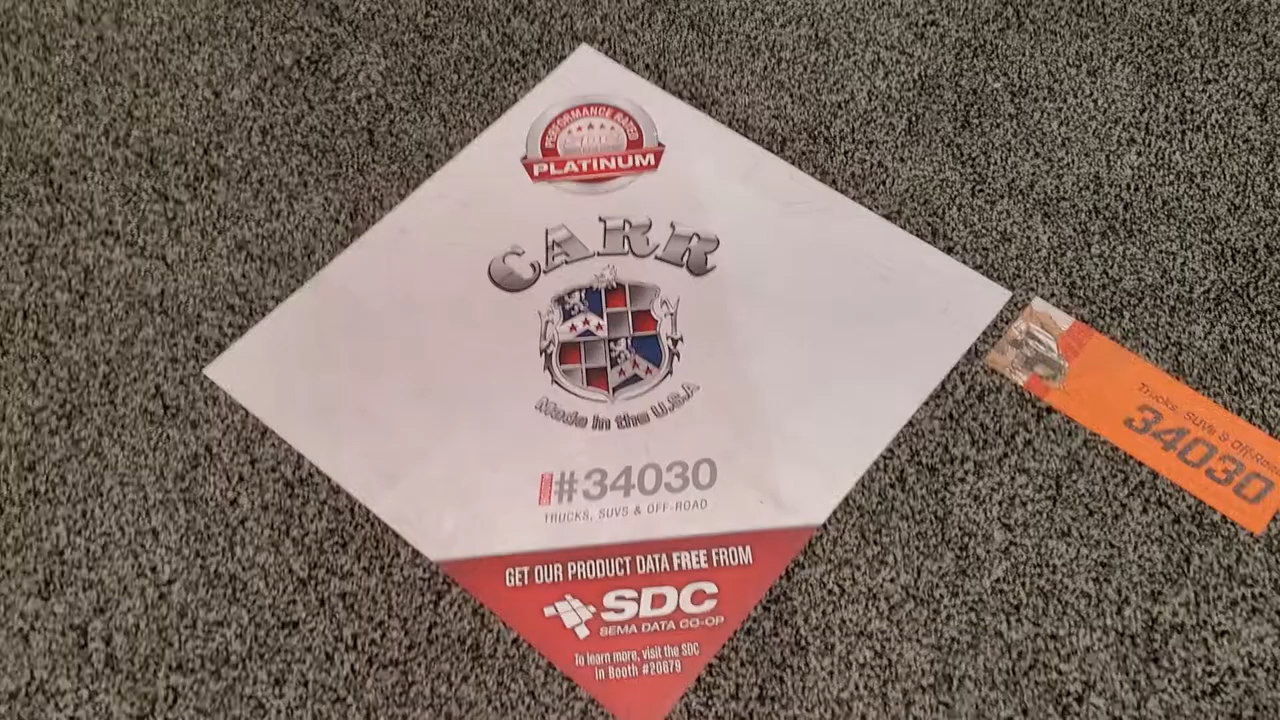 PERFORMANCE RATED
PLATINUM
CARR
Made in the U.S.A
#34030
TRUCKS, SUVS & OFF-ROAD
GET OUR PRODUCT DATA FREE FROM
SDC
SEMA DATA CO-OP
To learn more, visit the SDC
in Booth #20879
Trucks, SUVs & Off-Road
34030